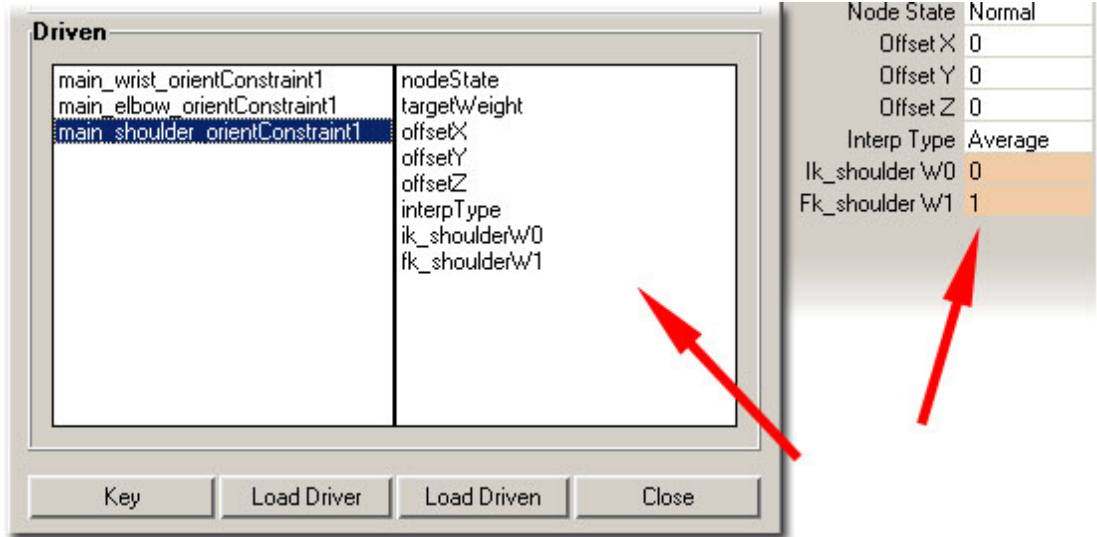 Driven
main_wrist_orientConstraint1
main_elbow_orientConstraint1
main_shoulder_orientConstraint1
nodeState
targetWeight
offsetX
offsetY
offsetZ
interpType
ik_shoulderW0
fk_shoulderW1
Key
Load Driver
Load Driven
Close
Node State Normal
Offset X 0
Offset Y 0
Offset Z 0
Interp Type Average
Ik_shoulder W0 0
Fk_shoulder W1 1